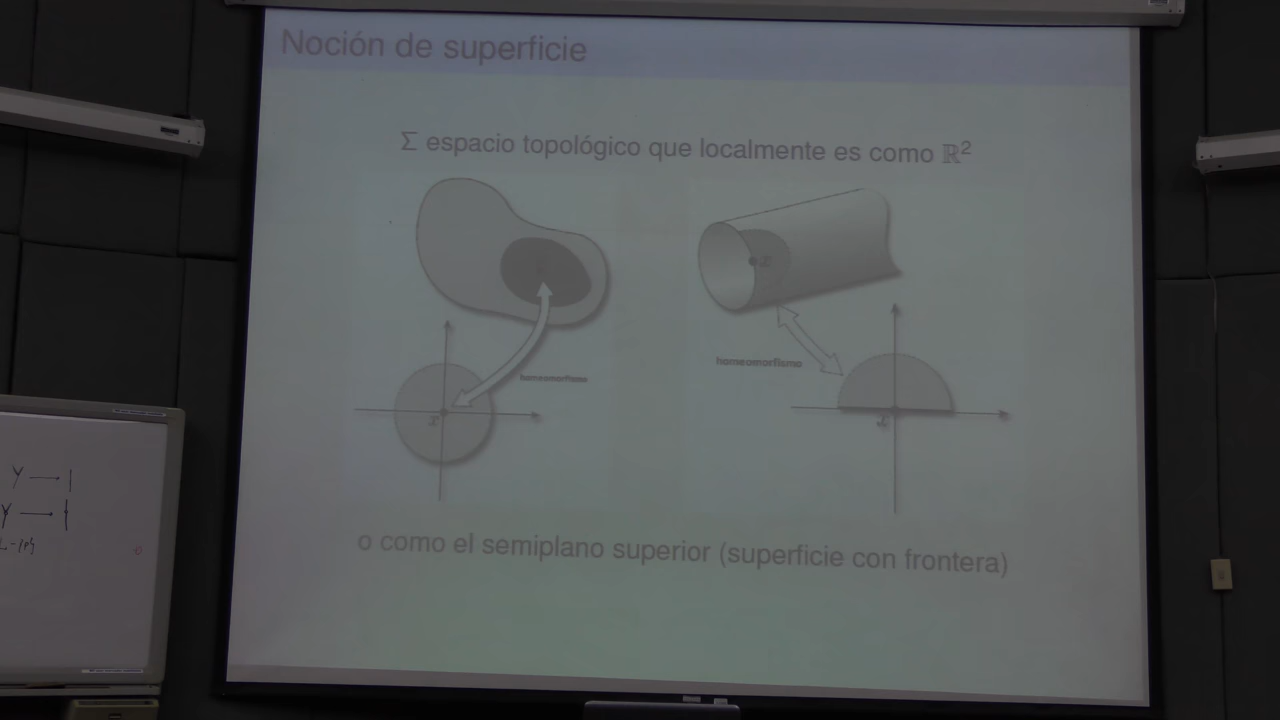 Noción de superficie
Σ espacio topológico que localmente es como ℝ²
x
homeomorfismo
homeomorfismo
x
x
o como el semiplano superior (superficie con frontera)
Y — |
Y — |